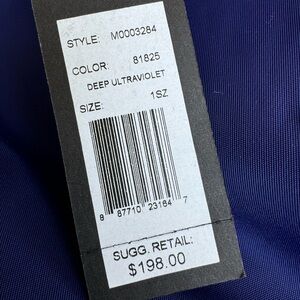 STYLE: M0003284
COLOR: 81825
DEEP ULTRAVIOLET
SIZE: 1SZ
8 87710 23164 7
SUGG. RETAIL:
$198.00